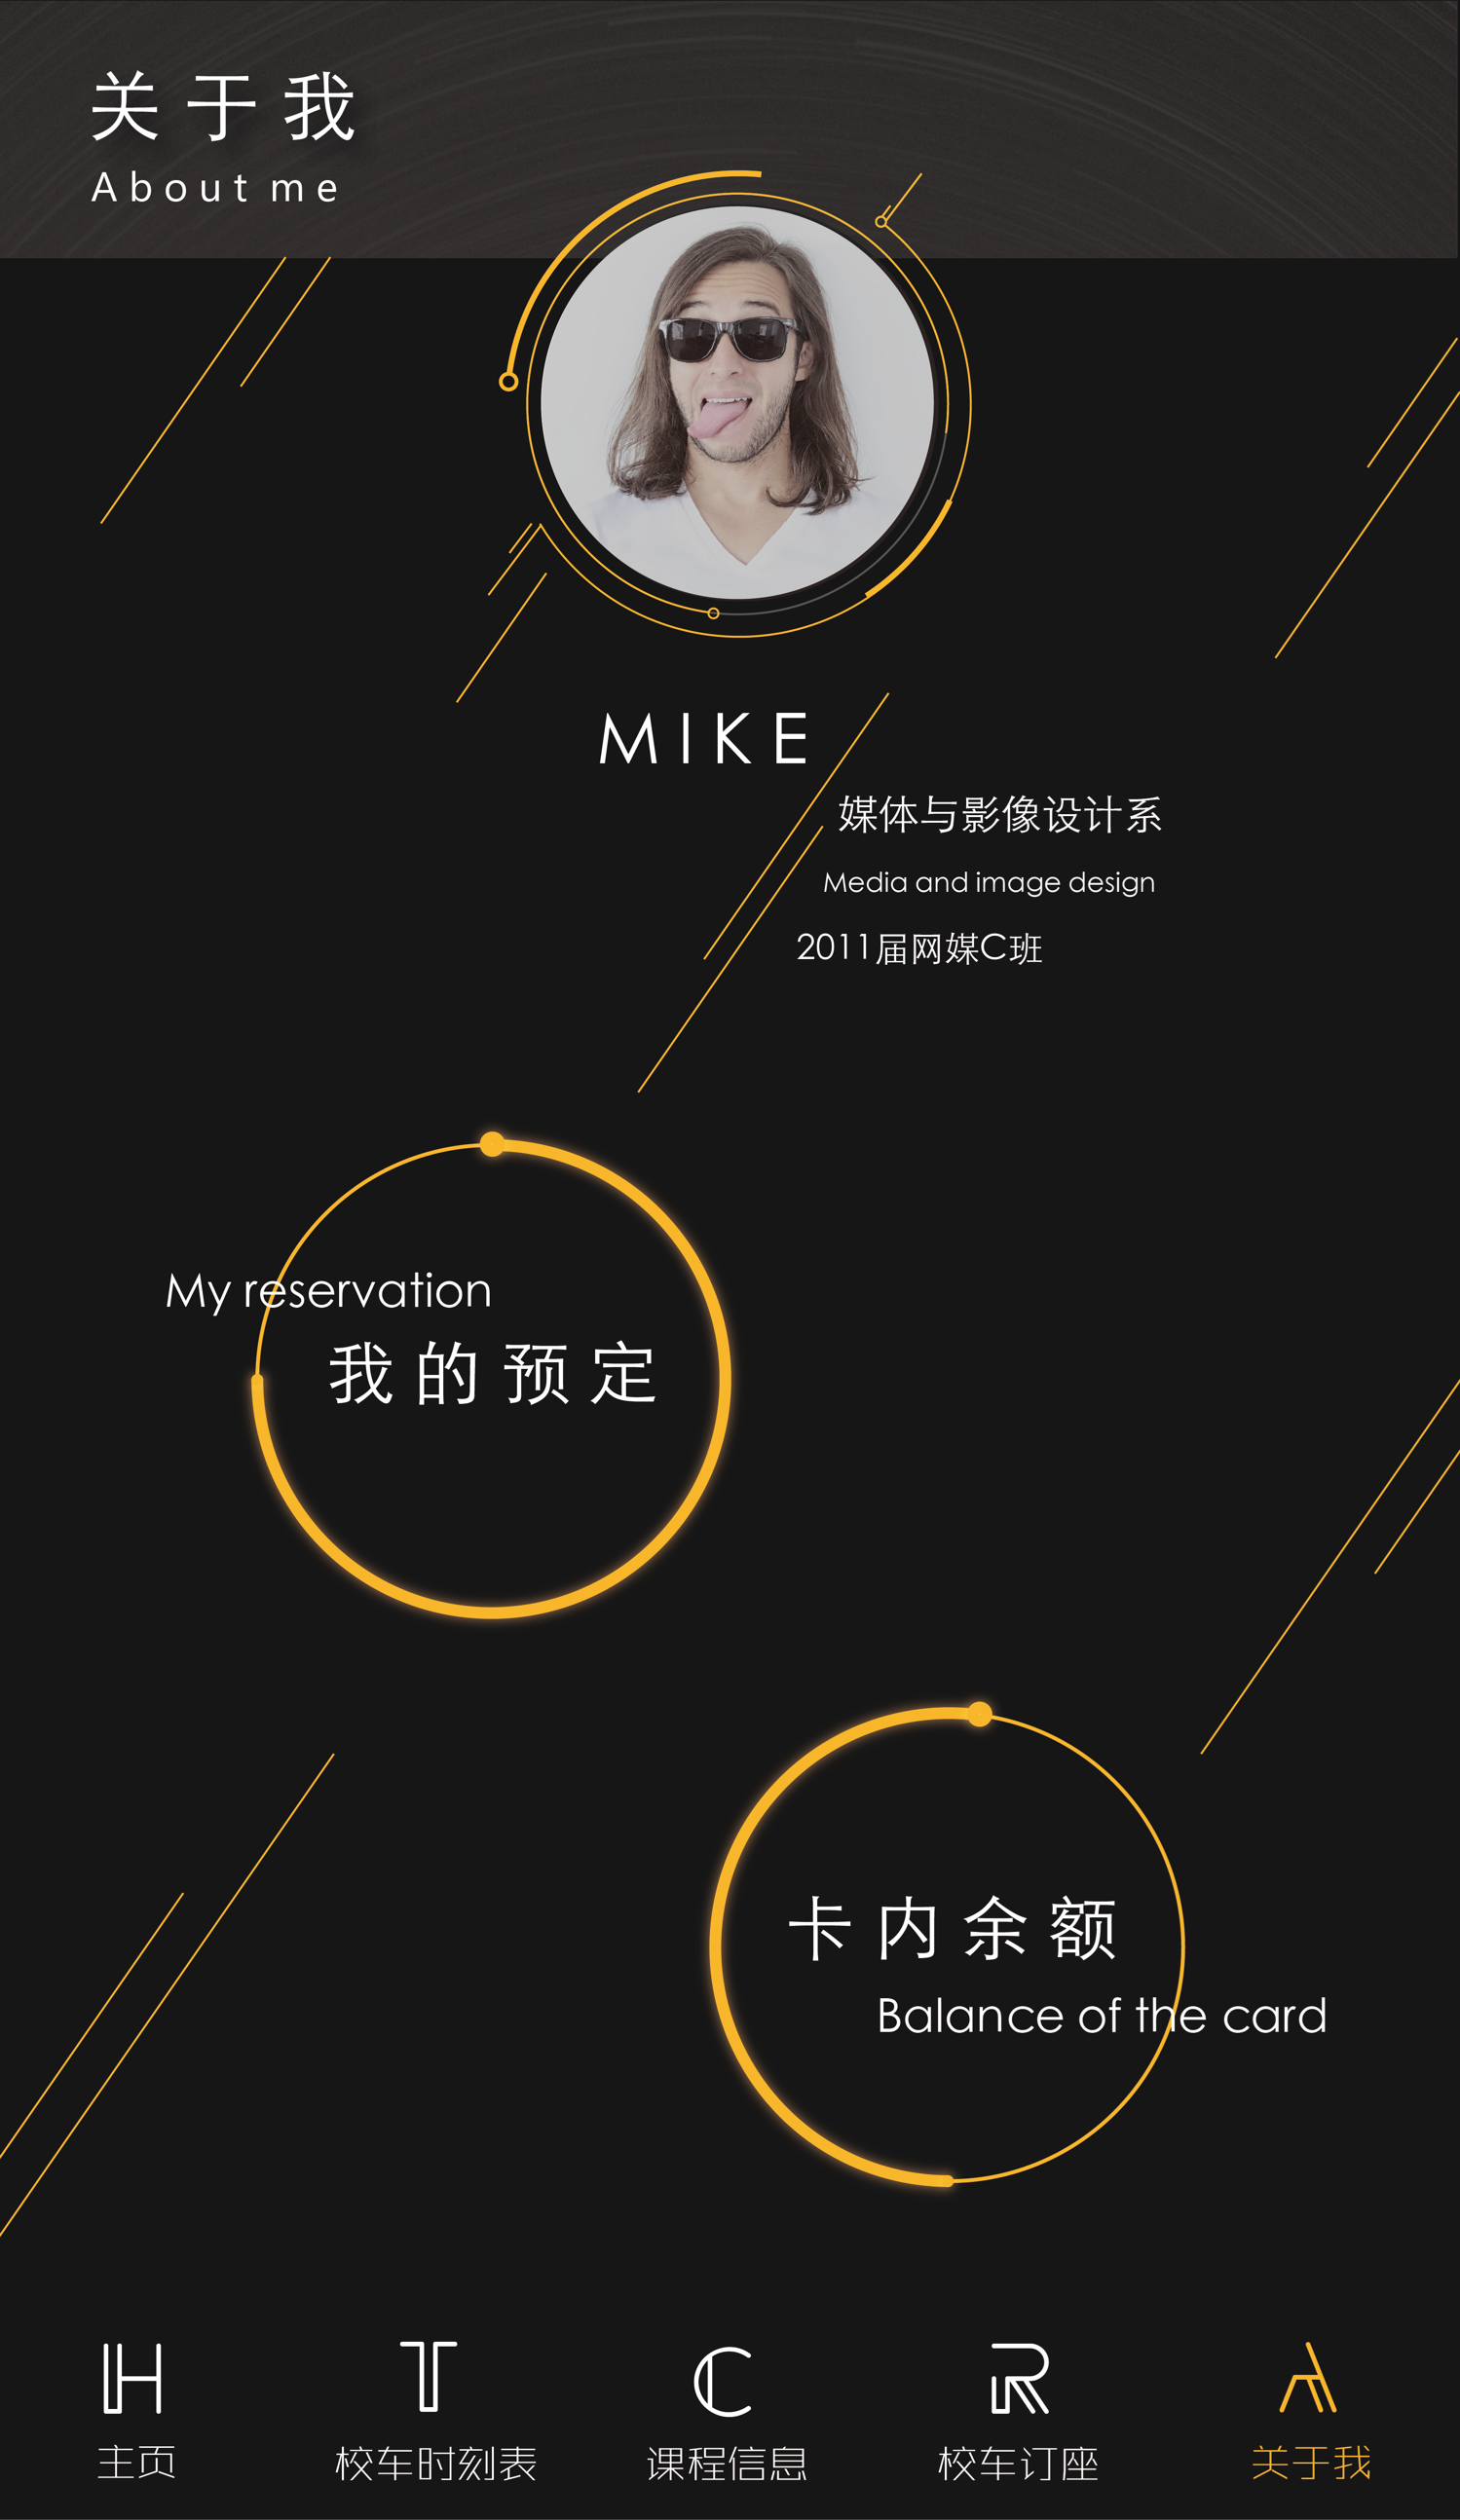 关于我
About me
MIKE
媒体与影像设计系
Media and image design
2011届网媒C班
My reservation
我的预定
卡内余额
Balance of the card
H T C R A
主页 校车时刻表 课程信息 校车订座 关于我